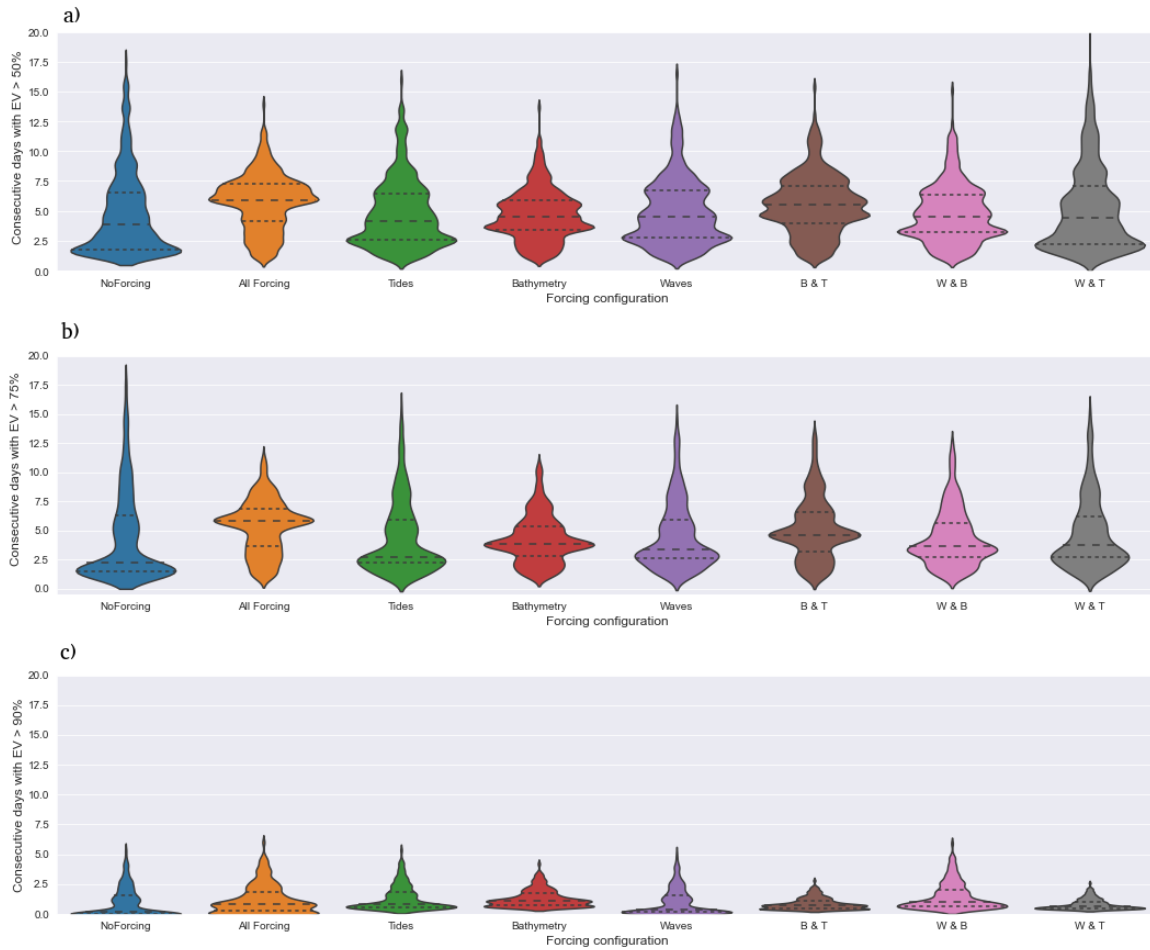 a)
Consecutive days with EV > 50%
20.0
17.5
15.0
12.5
10.0
7.5
5.0
2.5
0.0
NoForcing All Forcing Tides Bathymetry Waves B & T W & B W & T
Forcing configuration
b)
Consecutive days with EV > 75%
20.0
17.5
15.0
12.5
10.0
7.5
5.0
2.5
0.0
NoForcing All Forcing Tides Bathymetry Waves B & T W & B W & T
Forcing configuration
c)
Consecutive days with EV > 90%
20.0
17.5
15.0
12.5
10.0
7.5
5.0
2.5
0.0
NoForcing All Forcing Tides Bathymetry Waves B & T W & B W & T
Forcing configuration